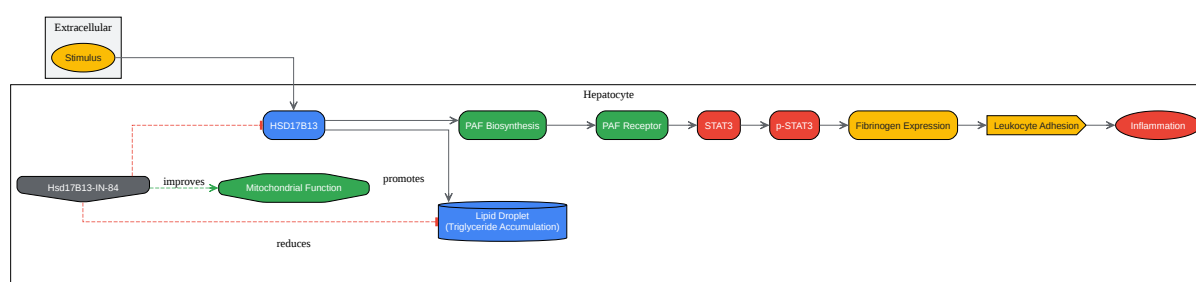 Extracellular
Stimulus
Hepatocyte
HSD17B13
PAF Biosynthesis
PAF Receptor
STAT3
p-STAT3
Fibrinogen Expression
Leukocyte Adhesion
Inflammation
Hsd17B13-IN-84
improves
Mitochondrial Function
promotes
Lipid Droplet
(Triglyceride Accumulation)
reduces